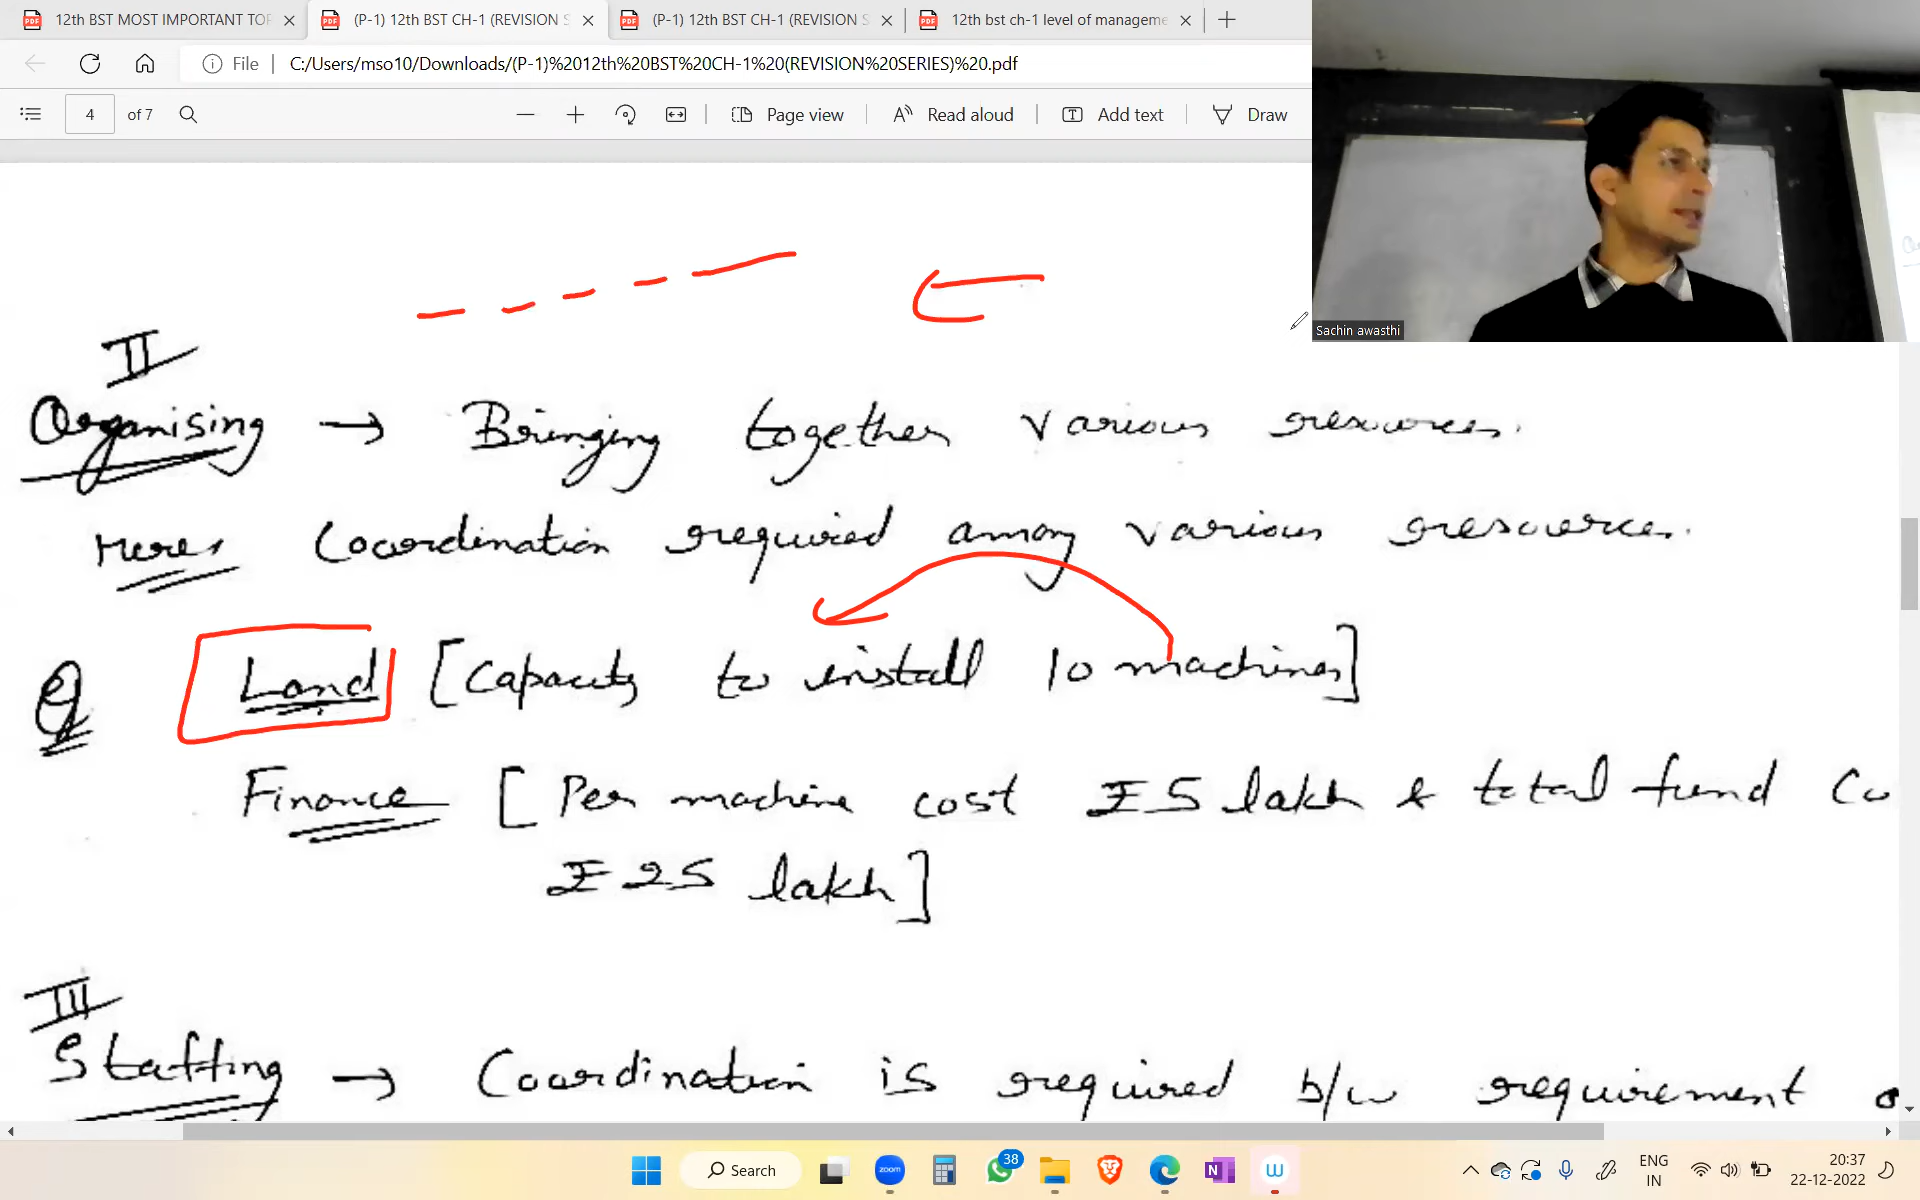 12th BST MOST IMPORTANT TOP
(P-1) 12th BST CH-1 (REVISION S
(P-1) 12th BST CH-1 (REVISION S
12th bst ch-1 level of manageme
File
C:/Users/mso10/Downloads/(P-1)%2012th%20BST%20CH-1%20(REVISION%20SERIES)%20.pdf
4 of 7
Page view
Read aloud
Add text
Draw
Sachin awasthi
II
Organising → Bringing together various resources.
Here, Coordination required among various resources.
Eg Land [Capacity to install 10 machines]
Finance [Per machine cost ₹5 lakh & total fund Co
₹25 lakh]
III
Staffing → Coordination is required b/w requirement o
Search
zoom
38
ENG
IN
20:37
22-12-2022